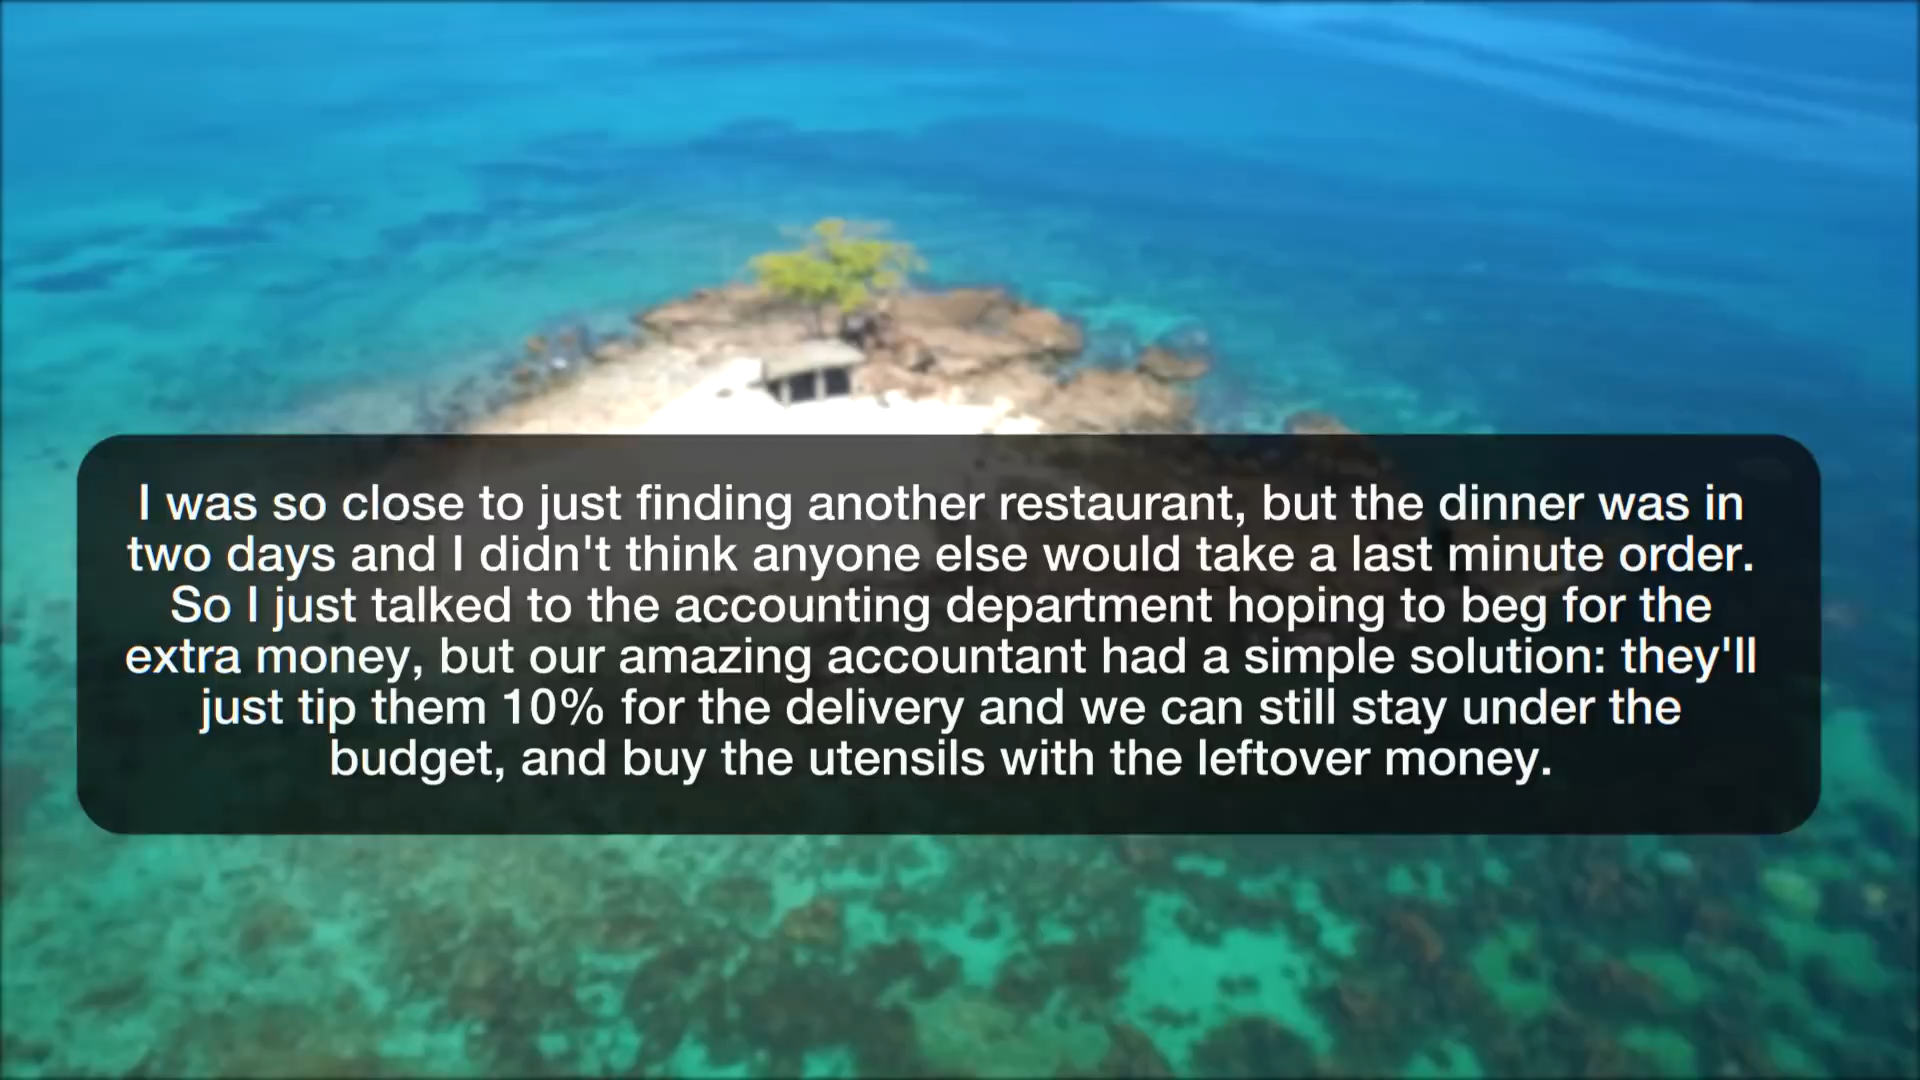 I was so close to just finding another restaurant, but the dinner was in
two days and I didn't think anyone else would take a last minute order.
So I just talked to the accounting department hoping to beg for the
extra money, but our amazing accountant had a simple solution: they'll
just tip them 10% for the delivery and we can still stay under the
budget, and buy the utensils with the leftover money.